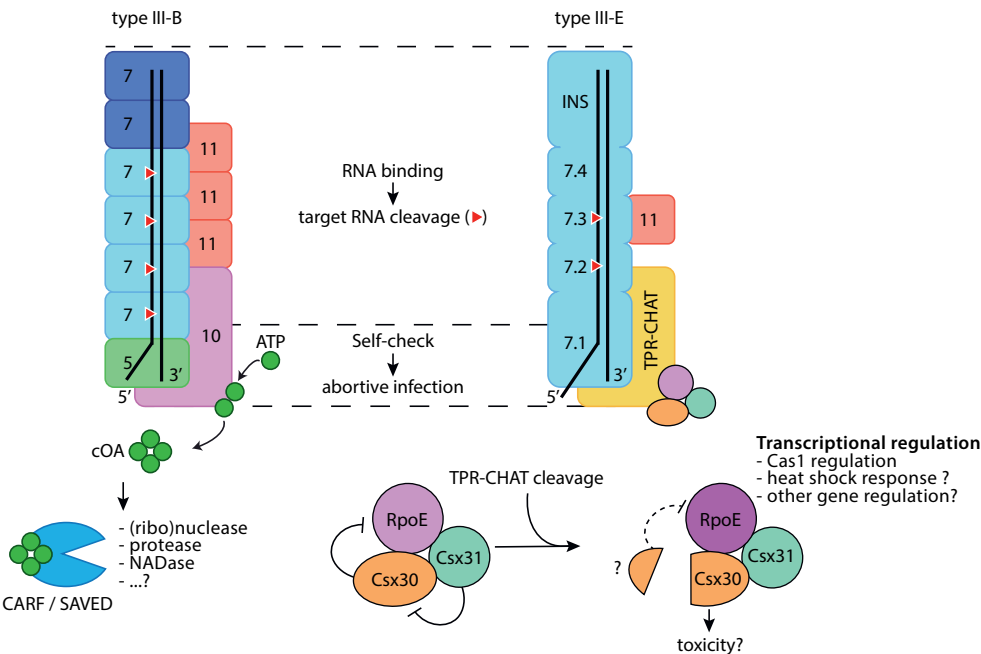 type III-B
type III-E
7
7
7
7
7
7
5
11
11
11
10
5’
3’
RNA binding
target RNA cleavage ( )
Self-check
abortive infection
INS
7.4
7.3
7.2
7.1
11
TPR-CHAT
5’
3’
ATP
cOA
- (ribo)nuclease
- protease
- NADase
- ...?
CARF / SAVED
TPR-CHAT cleavage
RpoE
Csx31
Csx30
Transcriptional regulation
- Cas1 regulation
- heat shock response ?
- other gene regulation?
RpoE
Csx31
Csx30
?
toxicity?